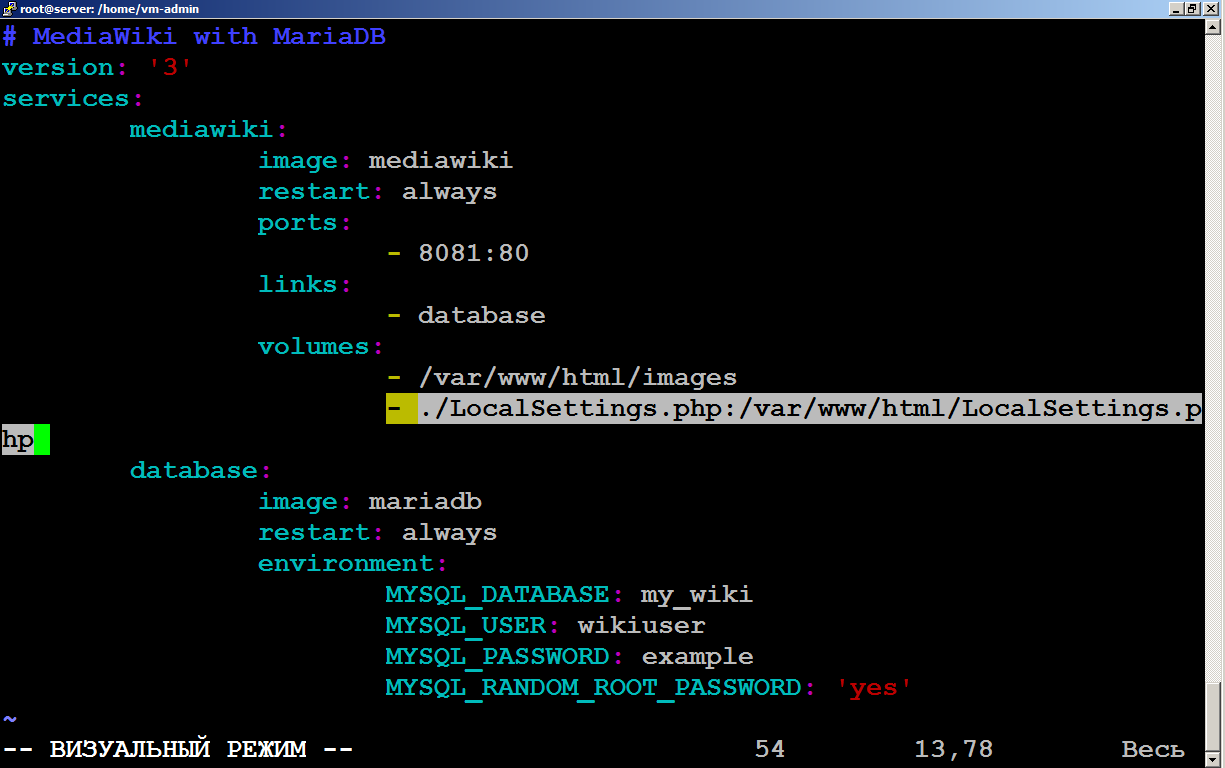 root@server: /home/vm-admin
# MediaWiki with MariaDB
version: '3'
services:
mediawiki:
image: mediawiki
restart: always
ports:
- 8081:80
links:
- database
volumes:
- /var/www/html/images
- ./LocalSettings.php:/var/www/html/LocalSettings.p
hp
database:
image: mariadb
restart: always
environment:
MYSQL_DATABASE: my_wiki
MYSQL_USER: wikiuser
MYSQL_PASSWORD: example
MYSQL_RANDOM_ROOT_PASSWORD: 'yes'
~
-- ВИЗУАЛЬНЫЙ РЕЖИМ -- 54 13,78 Весь